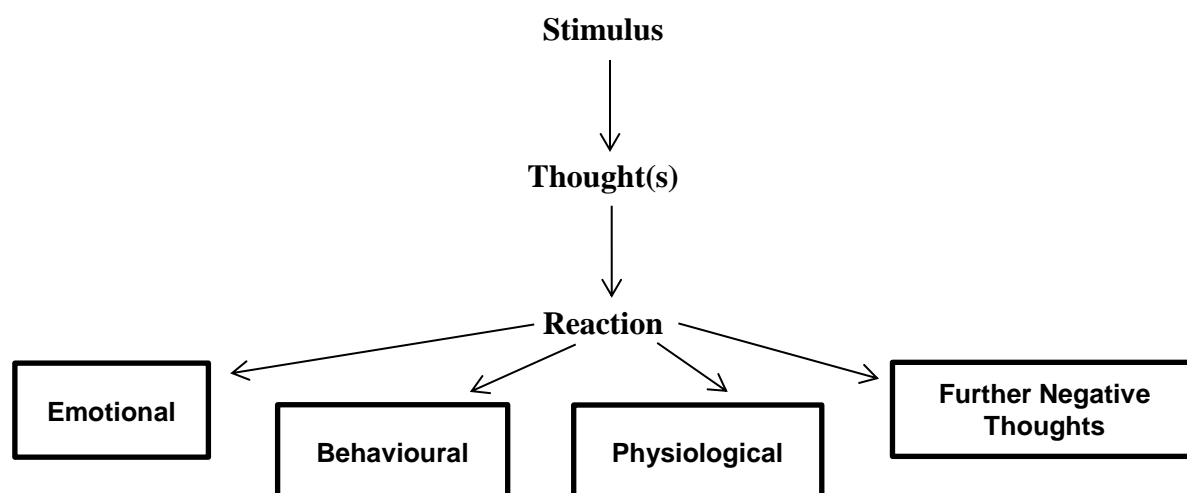 Stimulus
Thought(s)
Reaction
Emotional
Behavioural
Physiological
Further Negative
Thoughts